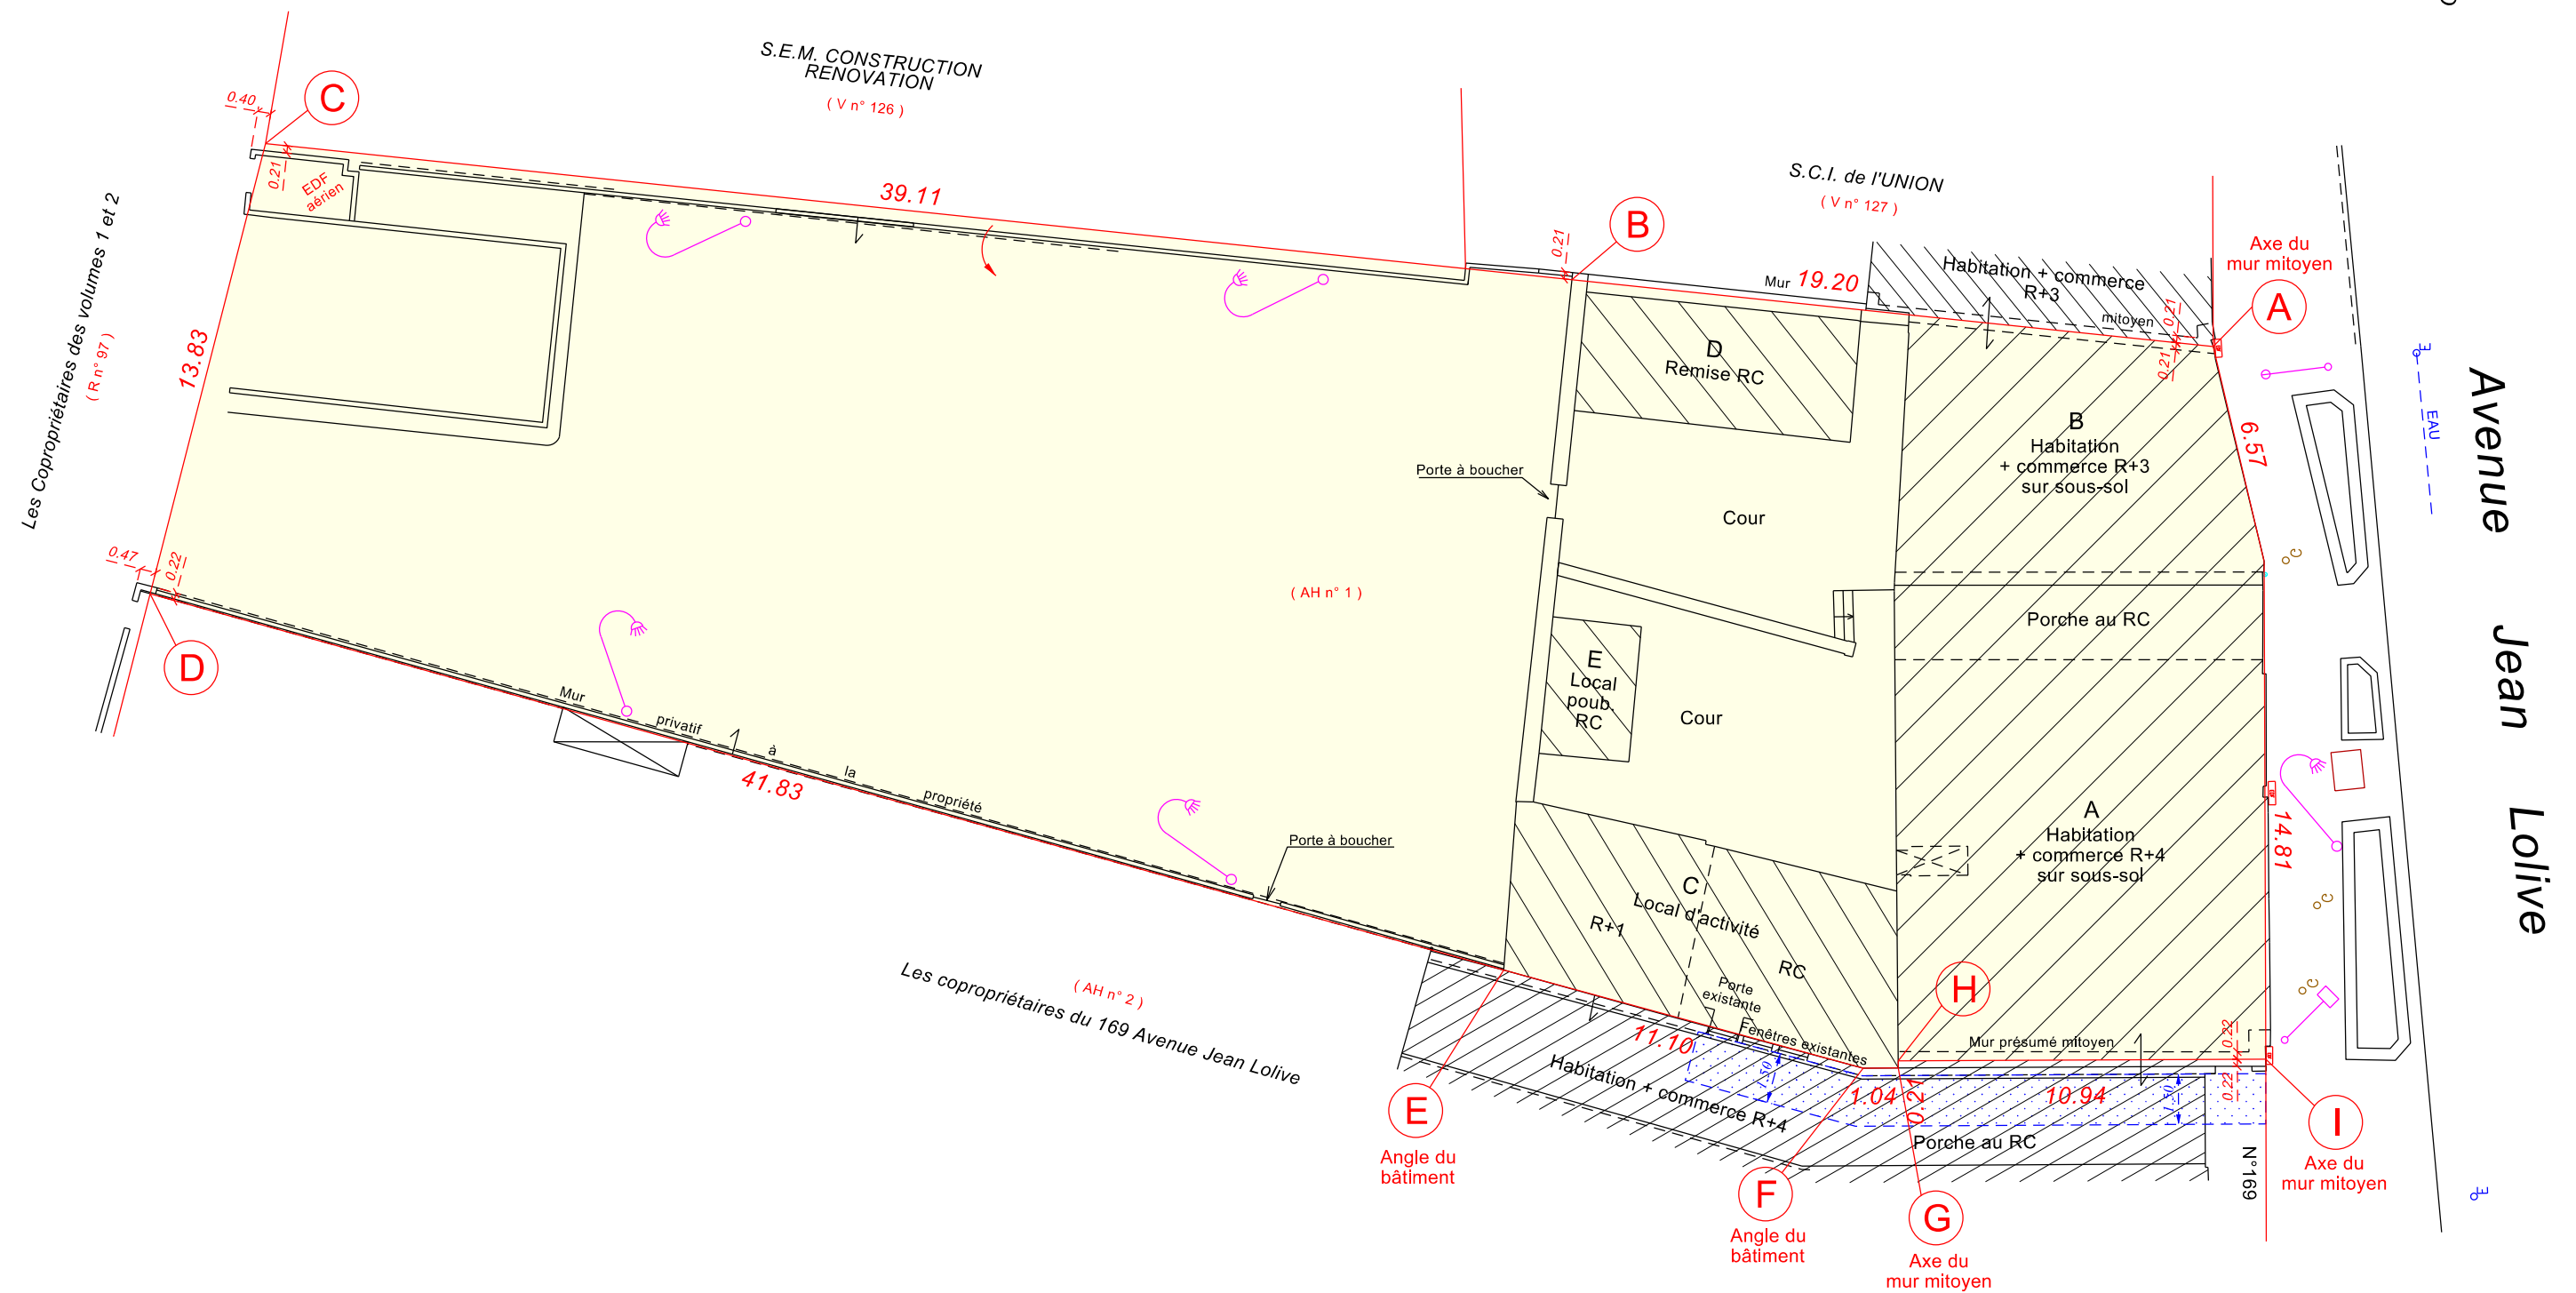 S.E.M. CONSTRUCTION
RENOVATION
( V n° 126 )
S.C.I. de l'UNION
( V n° 127 )
Les Copropriétaires des volumes 1 et 2
( R n° 97 )
0.40
C
0.21
EDF
aérien
39.11
13.83
0.21
B
Mur 19.20
Habitation + commerce
R+3
mitoyen
0.21
0.21
Axe du
mur mitoyen
A
D
Remise RC
Porte à boucher
Cour
B
Habitation
+ commerce R+3
sur sous-sol
6.57
EAU
Avenue Jean Lolive
0.47
0.22
D
( AH n° 1 )
Porche au RC
E
Local
poub.
RC
Cour
Mur privatif à la propriété
41.83
Porte à boucher
A
Habitation
+ commerce R+4
sur sous-sol
14.81
C
Local d'activité
R+1
RC
Porte
existante
Fenêtres existantes
H
Mur présumé mitoyen
0.22
0.22
( AH n° 2 )
Les copropriétaires du 169 Avenue Jean Lolive
11.10
1.50
Habitation + commerce R+4
1.04
0.21
10.94
1.50
Porche au RC
N°169
E
Angle du
bâtiment
F
Angle du
bâtiment
G
Axe du
mur mitoyen
I
Axe du
mur mitoyen